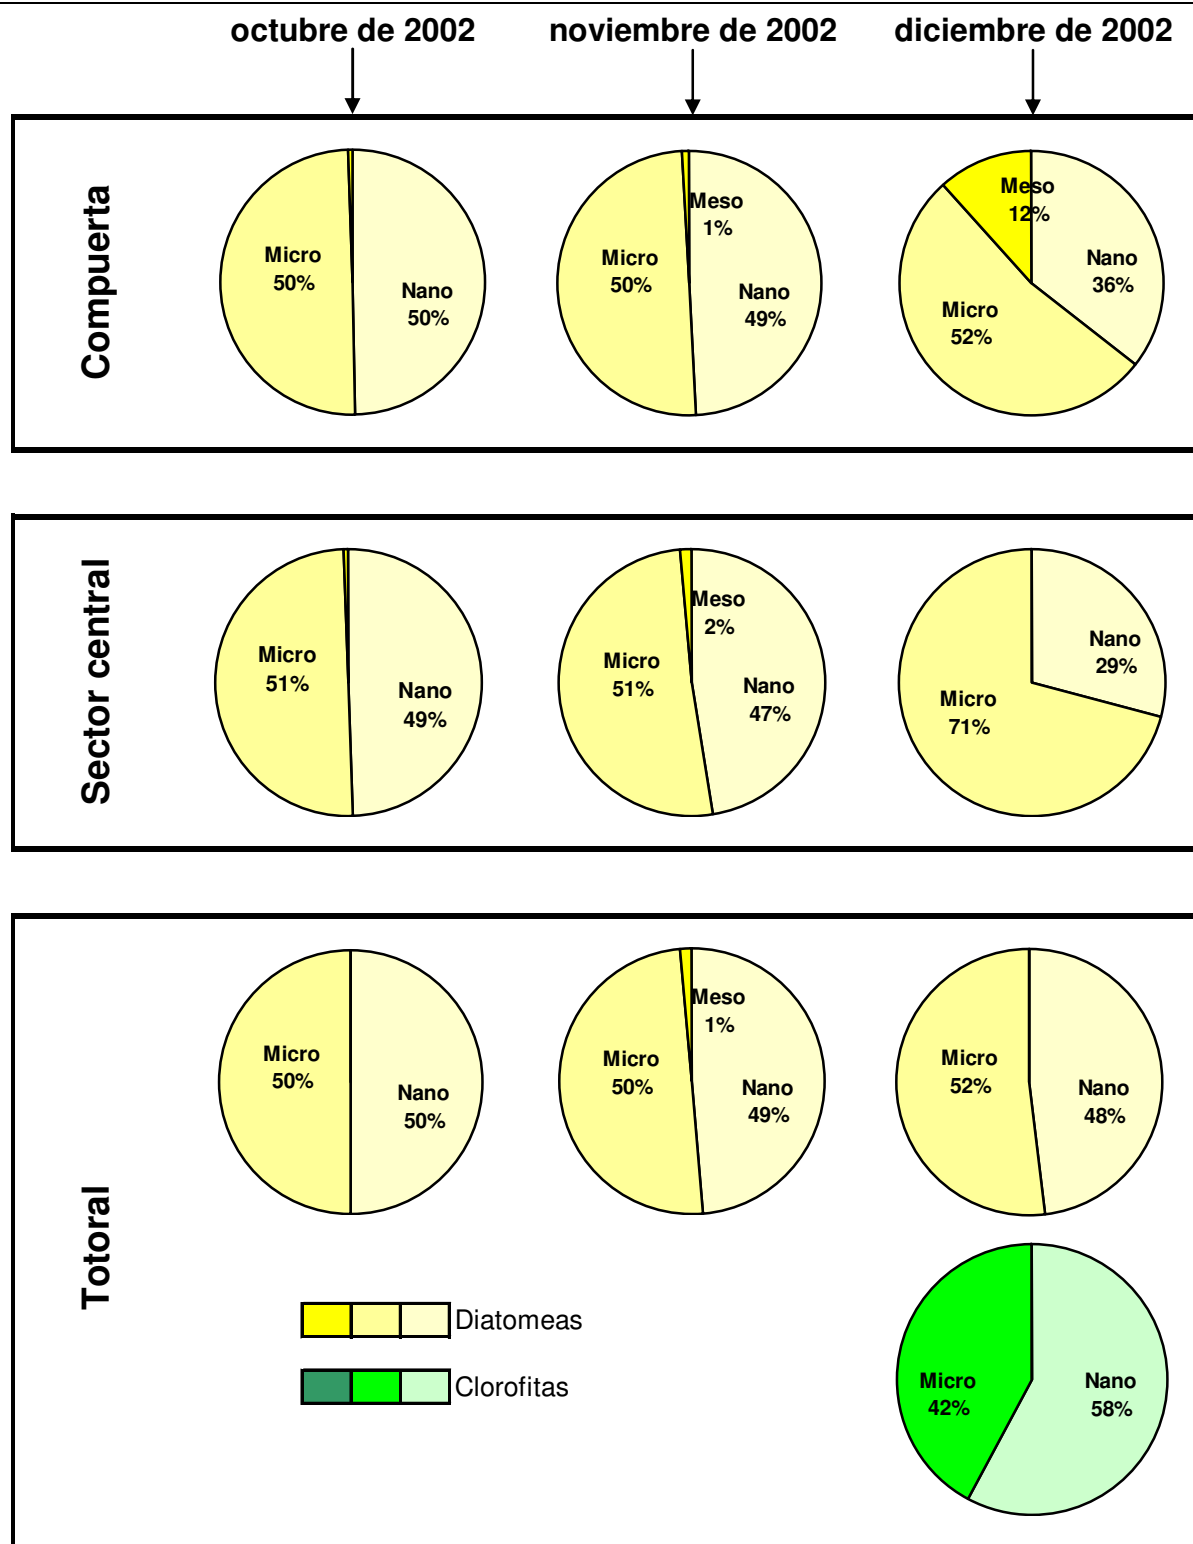 octubre de 2002
noviembre de 2002
diciembre de 2002
Compuerta
Micro
50%
Nano
50%
Meso
1%
Micro
50%
Nano
49%
Meso
12%
Nano
36%
Micro
52%
Sector central
Micro
51%
Nano
49%
Meso
2%
Micro
51%
Nano
47%
Nano
29%
Micro
71%
Totoral
Micro
50%
Nano
50%
Meso
1%
Micro
50%
Nano
49%
Micro
52%
Nano
48%
Diatomeas
Clorofitas
Micro
42%
Nano
58%